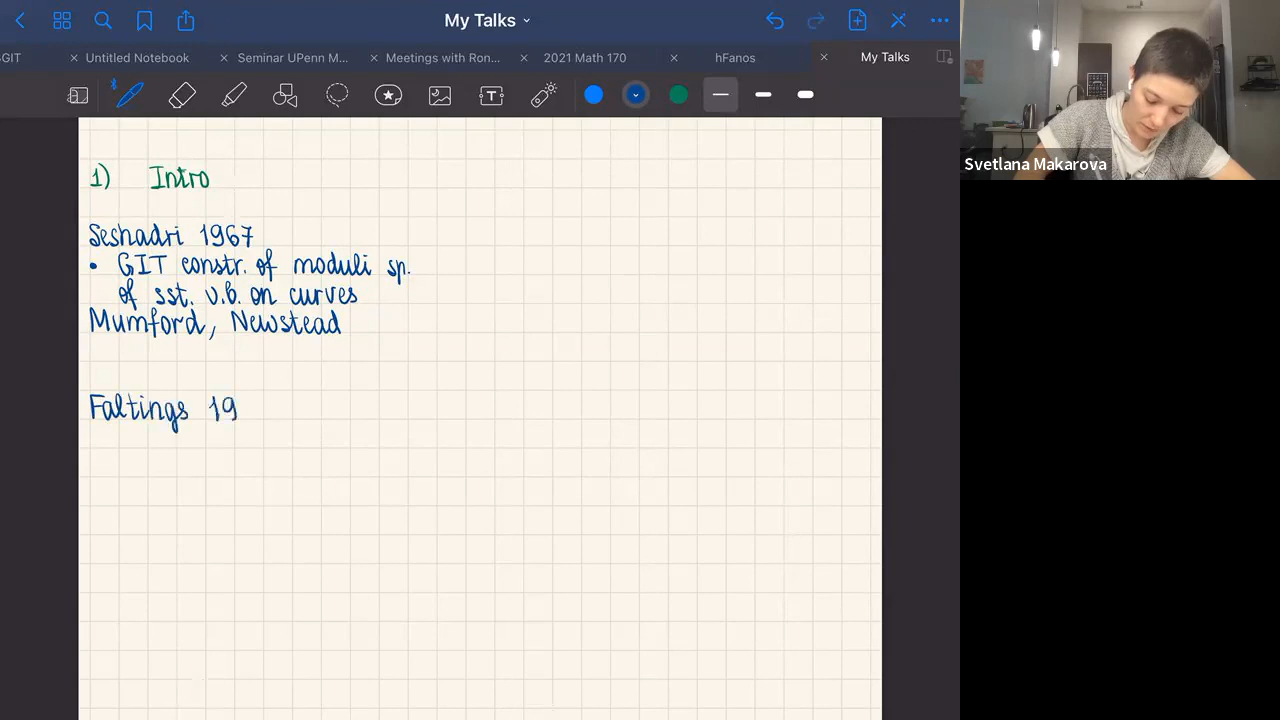 My Talks
GIT
Untitled Notebook
Seminar UPenn M...
Meetings with Ron...
2021 Math 170
hFanos
My Talks
T
1) Intro
Seshadri 1967
• GIT constr. of moduli sp.
of sst. v.b. on curves
Mumford, Newstead
Faltings 19
Svetlana Makarova